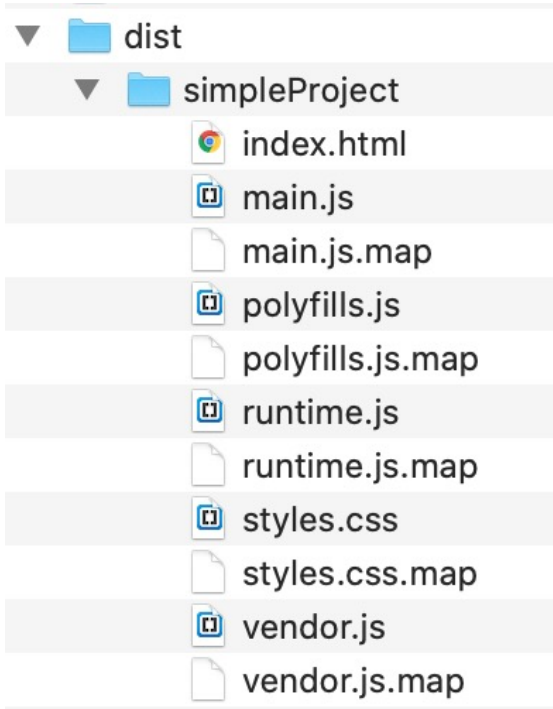 dist
simpleProject
index.html
main.js
main.js.map
polyfills.js
polyfills.js.map
runtime.js
runtime.js.map
styles.css
styles.css.map
vendor.js
vendor.js.map